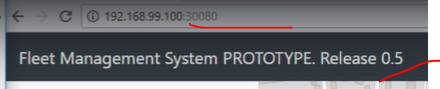 192.168.99.100:30080
Fleet Management System PROTOTYPE. Release 0.5